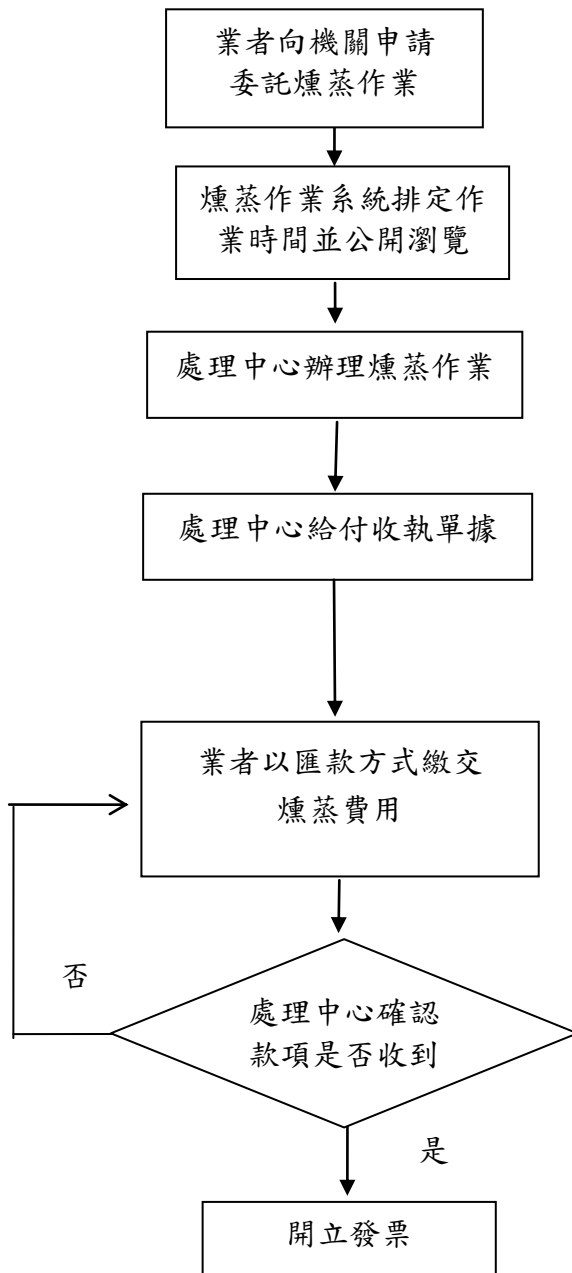 業者向機關申請
委託燻蒸作業
燻蒸作業系統排定作
業時間並公開瀏覽
處理中心辦理燻蒸作業
處理中心給付收執單據
業者以匯款方式繳交
燻蒸費用
否
處理中心確認
款項是否收到
是
開立發票